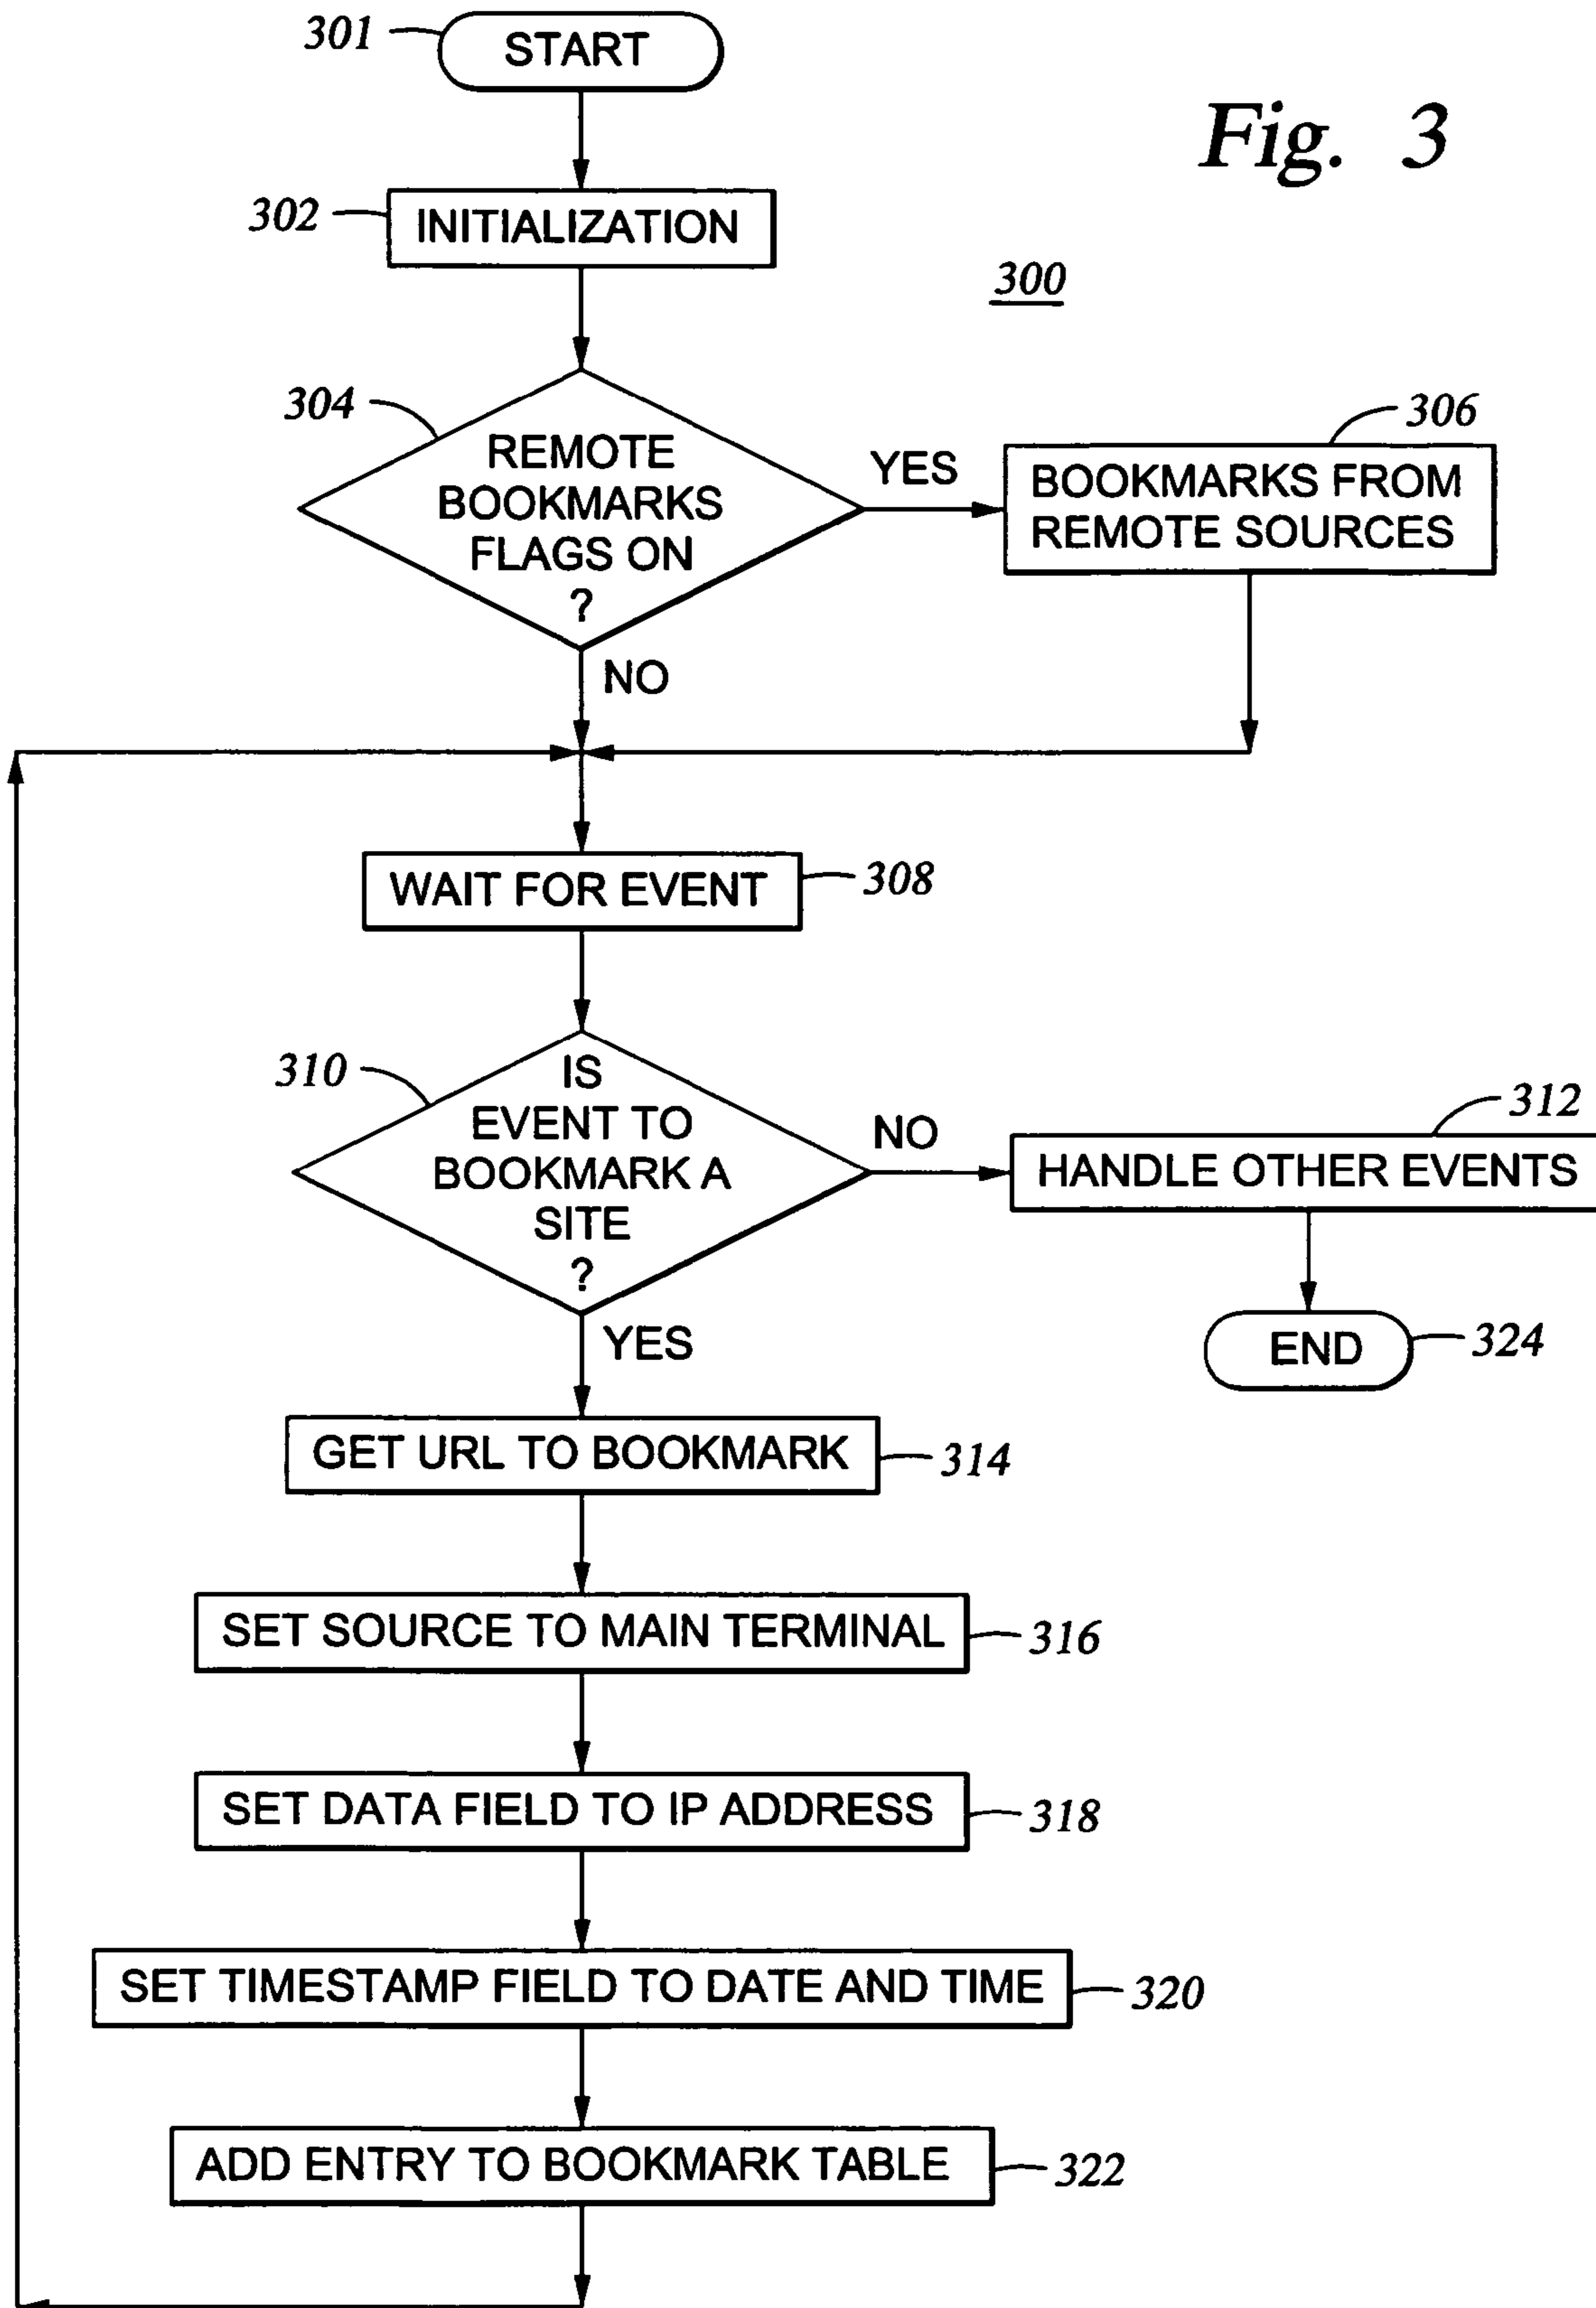 301
START
Fig. 3
302
INITIALIZATION
300
304
REMOTE
BOOKMARKS
FLAGS ON
?
YES
306
BOOKMARKS FROM
REMOTE SOURCES
NO
WAIT FOR EVENT
308
310
IS
EVENT TO
BOOKMARK A
SITE
?
NO
312
HANDLE OTHER EVENTS
YES
END
324
GET URL TO BOOKMARK
314
SET SOURCE TO MAIN TERMINAL
316
SET DATA FIELD TO IP ADDRESS
318
SET TIMESTAMP FIELD TO DATE AND TIME
320
ADD ENTRY TO BOOKMARK TABLE
322